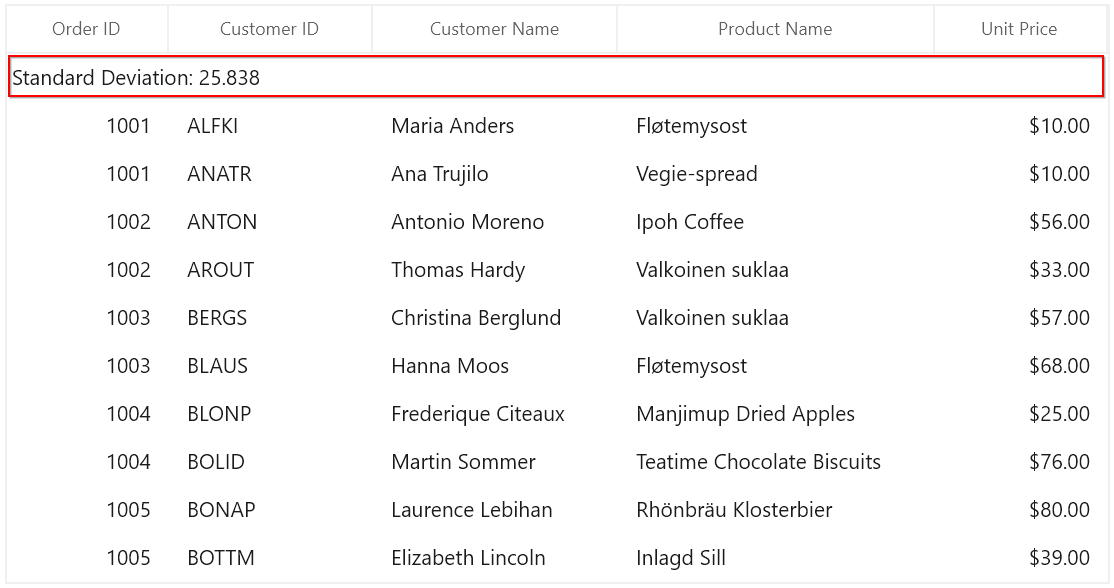 Order ID Customer ID Customer Name Product Name Unit Price
Standard Deviation: 25.838
1001 ALFKI Maria Anders Fløtemysost $10.00
1001 ANATR Ana Trujilo Vegie-spread $10.00
1002 ANTON Antonio Moreno Ipoh Coffee $56.00
1002 AROUT Thomas Hardy Valkoinen suklaa $33.00
1003 BERGS Christina Berglund Valkoinen suklaa $57.00
1003 BLAUS Hanna Moos Fløtemysost $68.00
1004 BLONP Frederique Citeaux Manjimup Dried Apples $25.00
1004 BOLID Martin Sommer Teatime Chocolate Biscuits $76.00
1005 BONAP Laurence Lebihan Rhönbräu Klosterbier $80.00
1005 BOTTM Elizabeth Lincoln Inlagd Sill $39.00